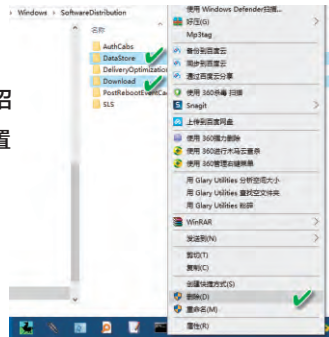 Windows › SoftwareDistribution
名称
AuthCabs
DataStore
DeliveryOptimization
Download
PostRebootEventCa
SLS
绍
置
使用 Windows Defender扫描...
好压(G)
Mp3tag
备份到百度云
同步到百度云
通过百度云分享
使用 360杀毒 扫描
Snagit
上传到百度网盘
使用 360强力删除
使用 360进行木马云查杀
使用 360管理右键菜单
用 Glary Utilities 分析空间大小
用 Glary Utilities 查找空文件夹
用 Glary Utilities 粉碎
WinRAR
发送到(N)
剪切(T)
复制(C)
创建快捷方式(S)
删除(D)
重命名(M)
属性(R)